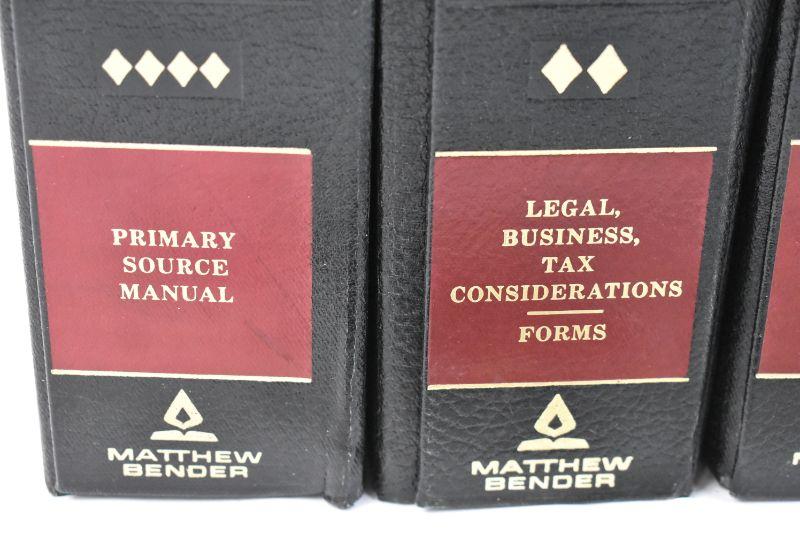 PRIMARY
SOURCE
MANUAL
MATTHEW
BENDER
LEGAL,
BUSINESS,
TAX
CONSIDERATIONS
FORMS
MATTHEW
BENDER